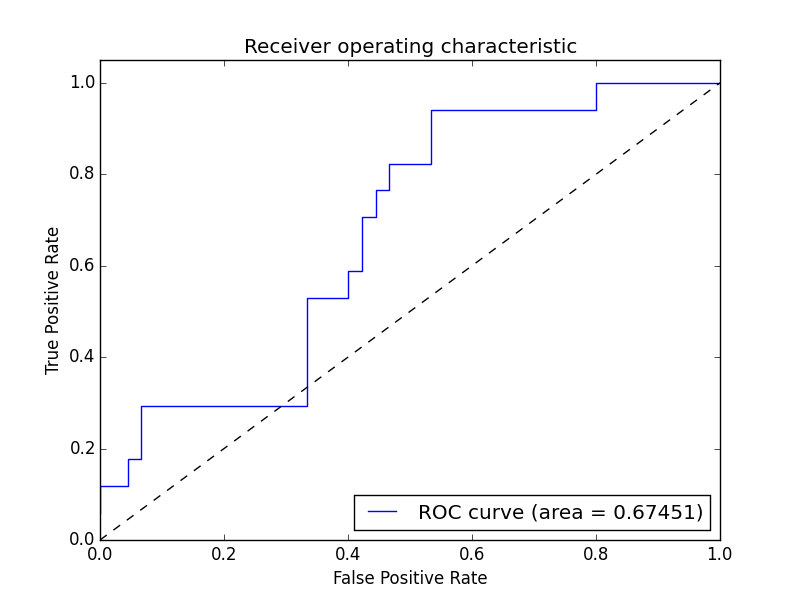 Receiver operating characteristic
1.0
0.8
0.6
0.4
0.2
0.0
True Positive Rate
ROC curve (area = 0.67451)
0.0 0.2 0.4 0.6 0.8 1.0
False Positive Rate